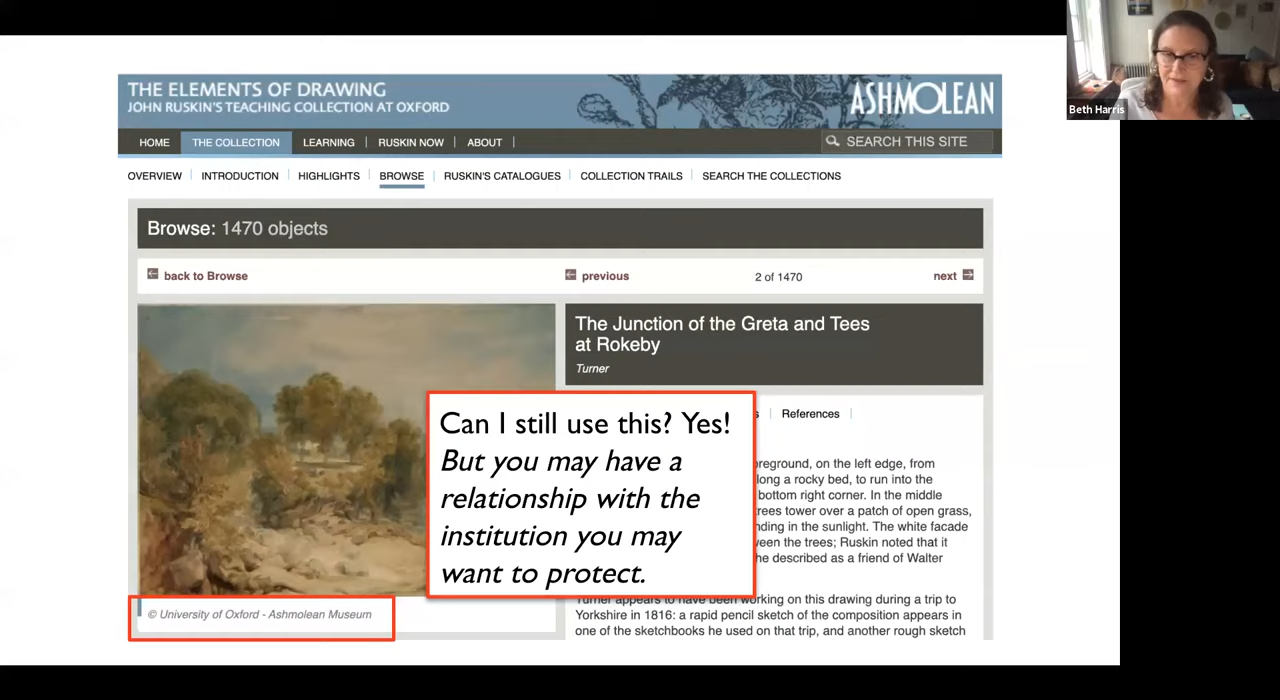 THE ELEMENTS OF DRAWING
JOHN RUSKIN'S TEACHING COLLECTION AT OXFORD
ASHMOLEAN
Beth Harris
HOME
THE COLLECTION
LEARNING
RUSKIN NOW
ABOUT
SEARCH THIS SITE
OVERVIEW
INTRODUCTION
HIGHLIGHTS
BROWSE
RUSKIN'S CATALOGUES
COLLECTION TRAILS
SEARCH THE COLLECTIONS
Browse: 1470 objects
back to Browse
previous
2 of 1470
next
The Junction of the Greta and Tees
at Rokeby
Turner
Can I still use this? Yes!
But you may have a
relationship with the
institution you may
want to protect.
References
on the left edge, from
along a rocky bed, to run into the
bottom right corner. In the middle
trees tower over a patch of open grass,
in the sunlight. The white facade
the trees; Ruskin noted that it
he described as a friend of Walter
Turner appears to have been working on this drawing during a trip to
Yorkshire in 1816: a rapid pencil sketch of the composition appears in
one of the sketchbooks he used on that trip, and another rough sketch
© University of Oxford - Ashmolean Museum